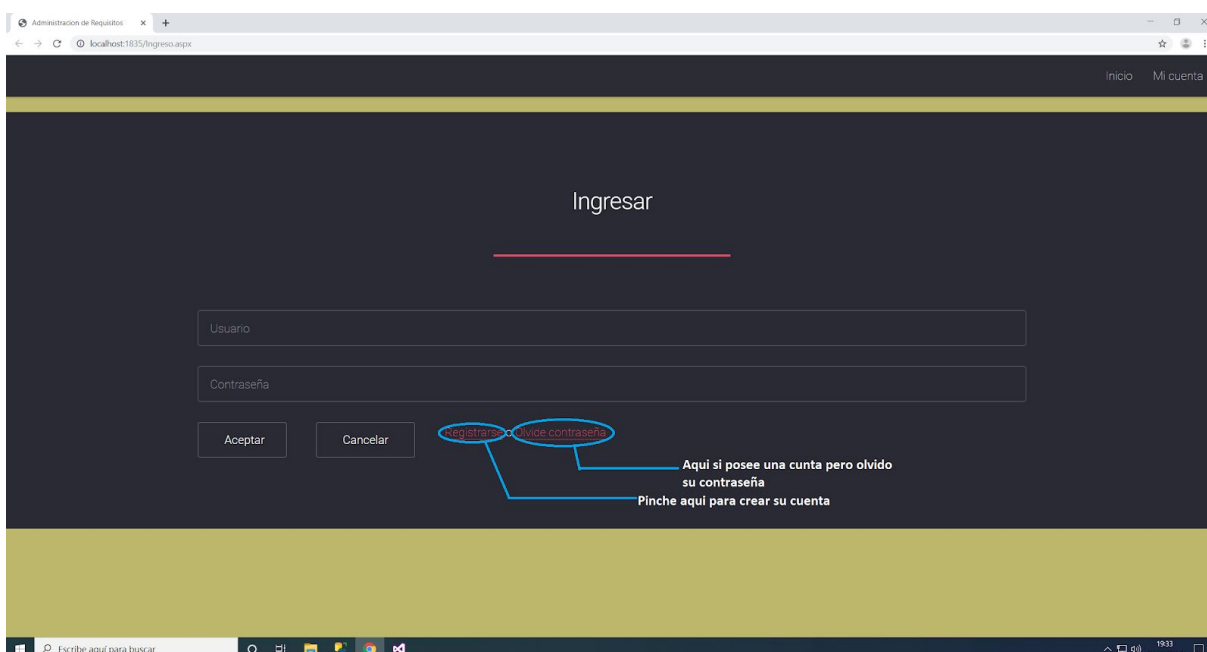 Administracion de Requisitos
localhost:1835/Ingreso.aspx
Inicio Mi cuenta
Ingresar
Usuario
Contraseña
Aceptar Cancelar Registrarse o Olvide contraseña
Aqui si posee una cunta pero olvido
su contraseña
Pinche aqui para crear su cuenta
Escribe aquí para buscar
19:33